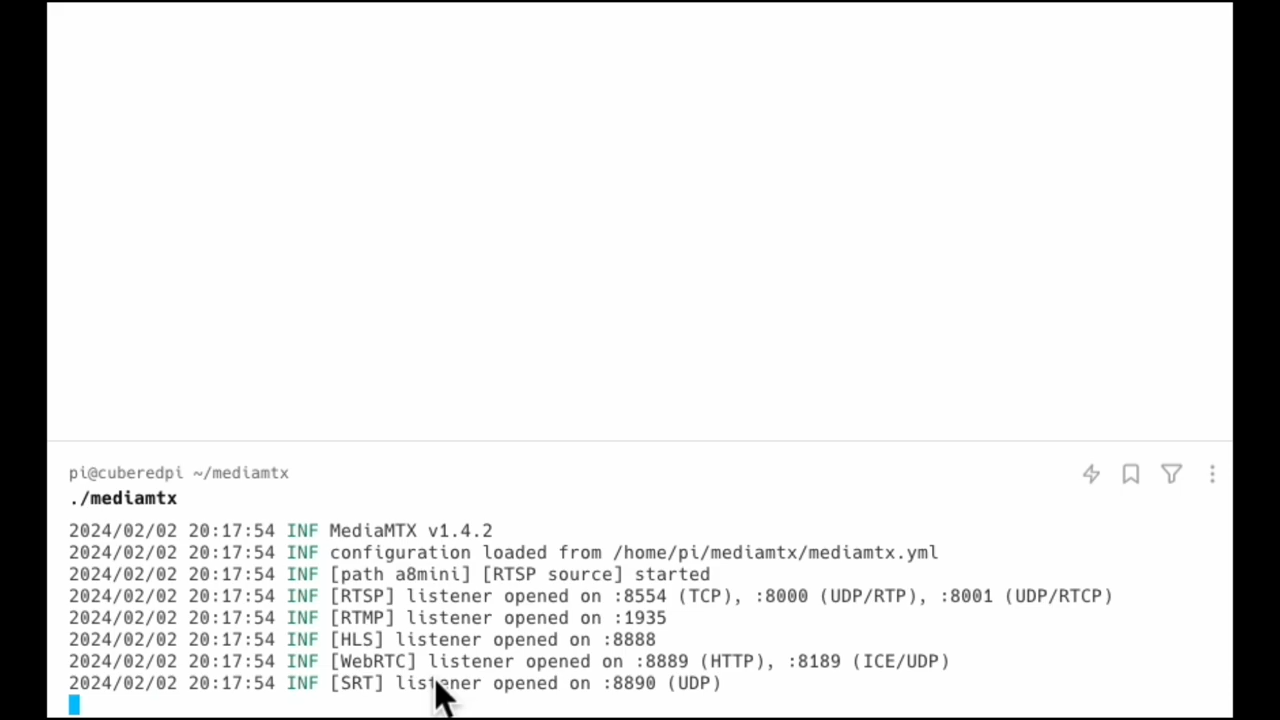 pi@cuberedpi ~/mediamtx
./mediamtx
2024/02/02 20:17:54 INF MediaMTX v1.4.2
2024/02/02 20:17:54 INF configuration loaded from /home/pi/mediamtx/mediamtx.yml
2024/02/02 20:17:54 INF [path a8mini] [RTSP source] started
2024/02/02 20:17:54 INF [RTSP] listener opened on :8554 (TCP), :8000 (UDP/RTP), :8001 (UDP/RTCP)
2024/02/02 20:17:54 INF [RTMP] listener opened on :1935
2024/02/02 20:17:54 INF [HLS] listener opened on :8888
2024/02/02 20:17:54 INF [WebRTC] listener opened on :8889 (HTTP), :8189 (ICE/UDP)
2024/02/02 20:17:54 INF [SRT] listener opened on :8890 (UDP)